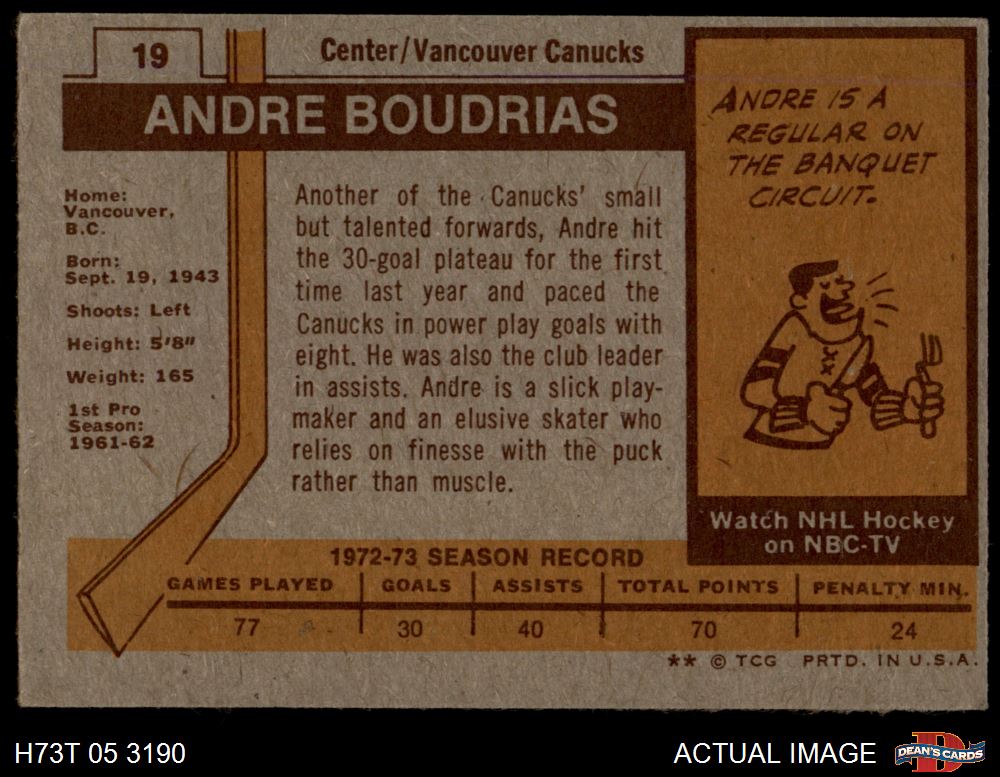 19
Center/Vancouver Canucks
ANDRE BOUDRIAS
Home:
Vancouver,
B.C.
Born:
Sept. 19, 1943
Shoots: Left
Height: 5'8"
Weight: 165
1st Pro
Season:
1961-62
Another of the Canucks' small
but talented forwards, Andre hit
the 30-goal plateau for the first
time last year and paced the
Canucks in power play goals with
eight. He was also the club leader
in assists. Andre is a slick play-
maker and an elusive skater who
relies on finesse with the puck
rather than muscle.
ANDRE IS A
REGULAR ON
THE BANQUET
CIRCUIT.
Watch NHL Hockey
on NBC-TV
1972-73 SEASON RECORD
GAMES PLAYED GOALS ASSISTS TOTAL POINTS PENALTY MIN.
77 30 40 70 24
** © TCG PRTD. IN U.S.A.
H73T 05 3190
ACTUAL IMAGE
D
DEAN'S CARDS